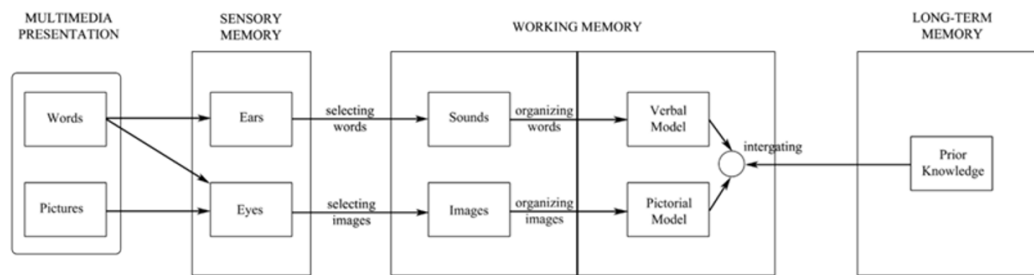 MULTIMEDIA
PRESENTATION
SENSORY
MEMORY
WORKING MEMORY
LONG-TERM
MEMORY
Words
Ears
selecting
words
Sounds
organizing
words
Verbal
Model
intergating
Prior
Knowledge
Pictures
Eyes
selecting
images
Images
organizing
images
Pictorial
Model